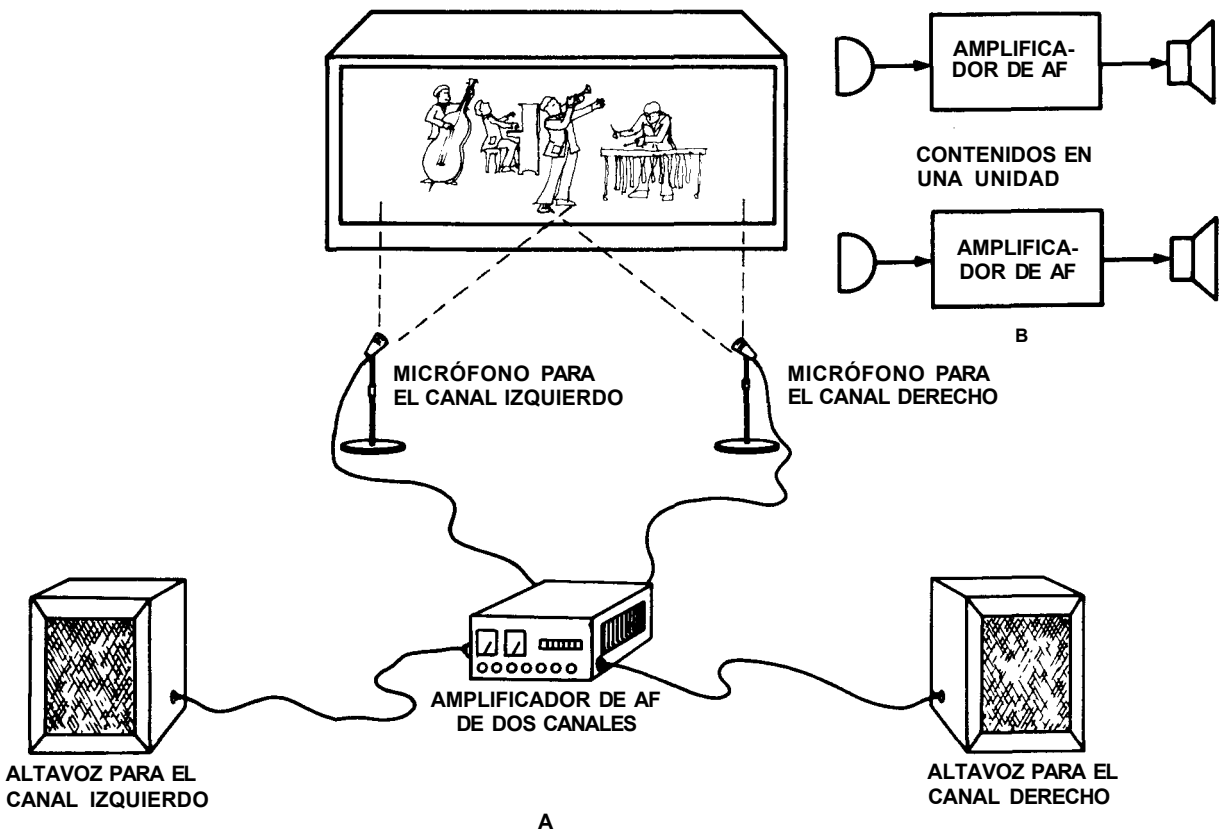 AMPLIFICA-
DOR DE AF
CONTENIDOS EN
UNA UNIDAD
AMPLIFICA-
DOR DE AF
B
MICRÓFONO PARA
EL CANAL IZQUIERDO
MICRÓFONO PARA
EL CANAL DERECHO
AMPLIFICADOR DE AF
DE DOS CANALES
ALTAVOZ PARA EL
CANAL IZQUIERDO
ALTAVOZ PARA EL
CANAL DERECHO
A